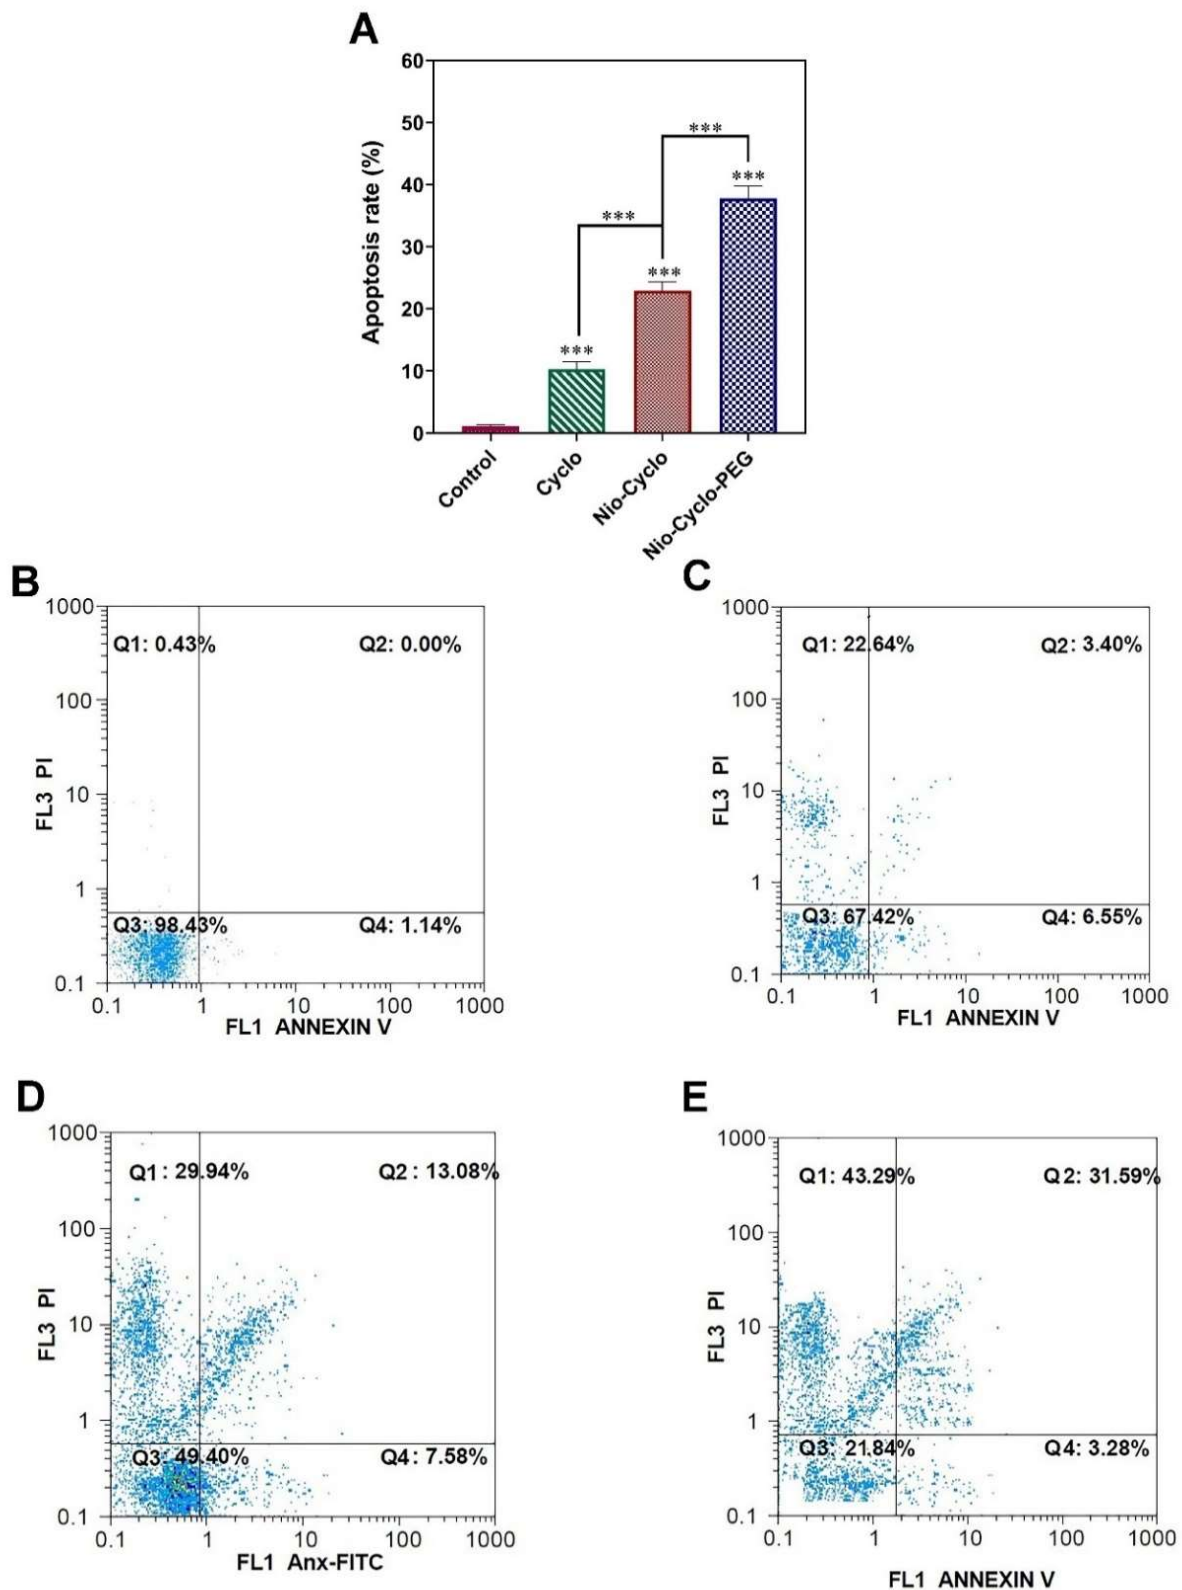 A
60
50
40
30
20
10
0
Apoptosis rate (%)
***
***
***
***
***
Control
Cyclo
Nio-Cyclo
Nio-Cyclo-PEG
B
1000
100
10
1
0.1
FL3 PI
Q1: 0.43%
Q2: 0.00%
Q3: 98.43%
Q4: 1.14%
0.1 1 10 100 1000
FL1 ANNEXIN V
C
1000
100
10
1
0.1
FL3 PI
Q1: 22.64%
Q2: 3.40%
Q3: 67.42%
Q4: 6.55%
0.1 1 10 100 1000
FL1 ANNEXIN V
D
1000
100
10
1
0.1
FL3 PI
Q1: 29.94%
Q2: 13.08%
Q3: 49.40%
Q4: 7.58%
0.1 1 10 100 1000
FL1 Anx-FITC
E
1000
100
10
1
0.1
FL3 PI
Q1: 43.29%
Q2: 31.59%
Q3: 21.84%
Q4: 3.28%
0.1 1 10 100 1000
FL1 ANNEXIN V